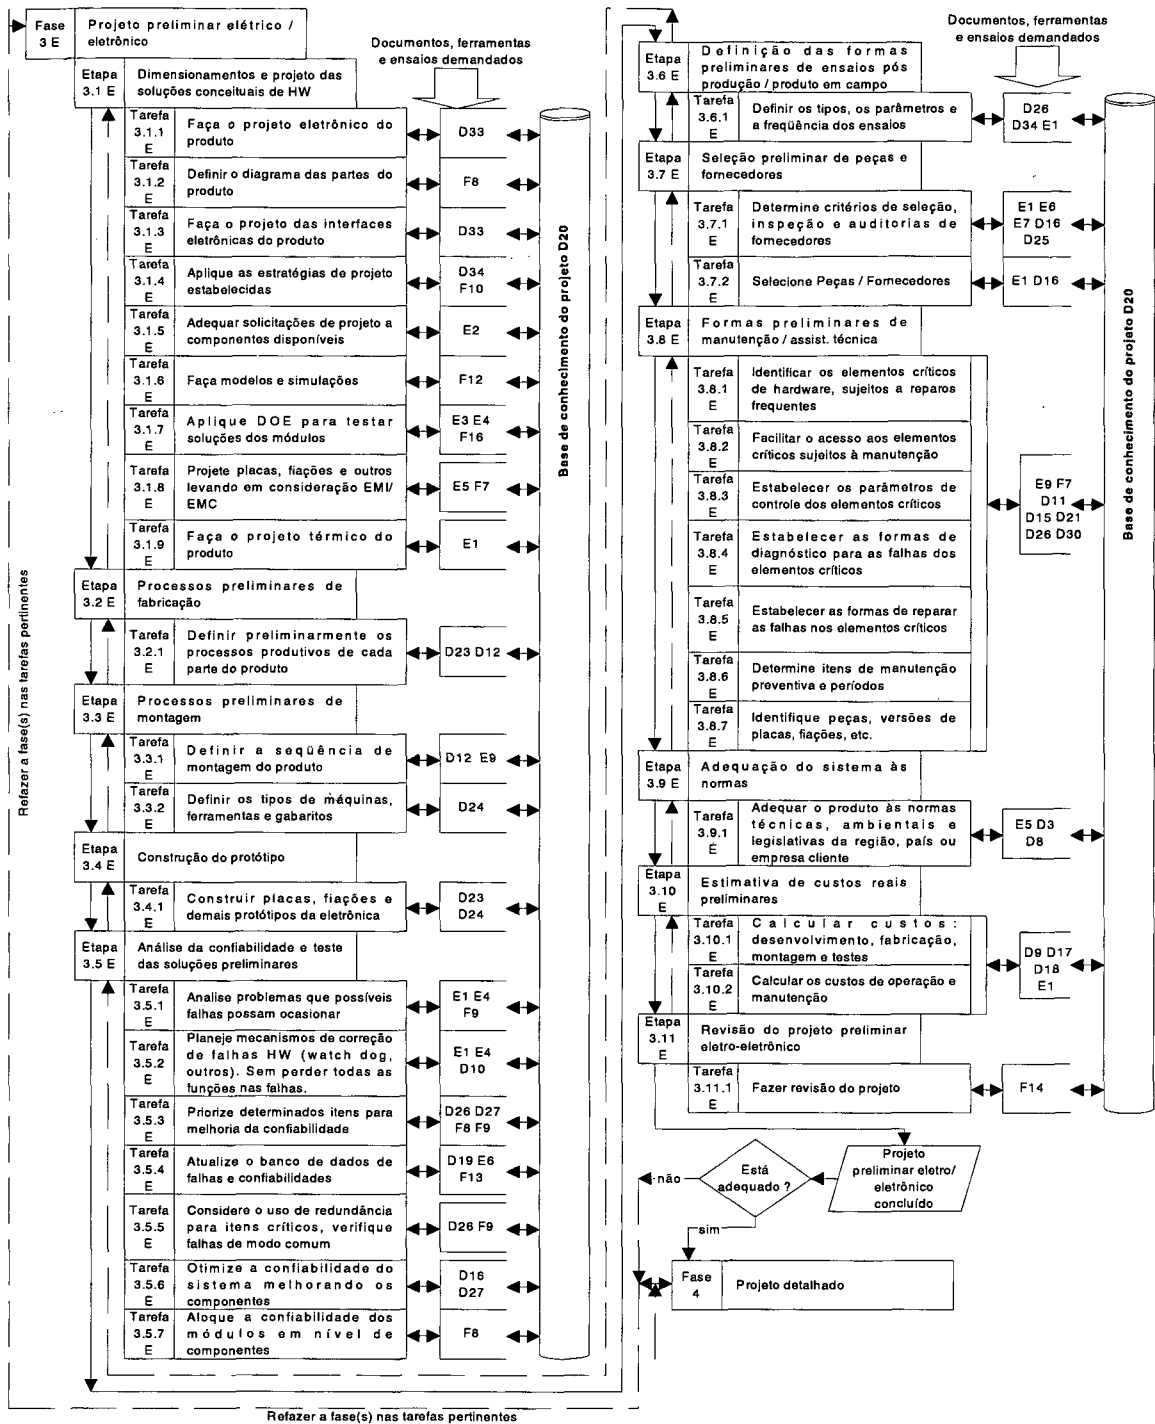 Fase
3 E
Projeto preliminar elétrico /
eletrônico
Documentos, ferramentas
e ensaios demandados
Etapa
3.1 E
Dimensionamentos e projeto das
soluções conceituais de HW
Tarefa
3.1.1
E
Faça o projeto eletrônico do
produto
D33
Tarefa
3.1.2
E
Definir o diagrama das partes do
produto
F8
Tarefa
3.1.3
E
Faça o projeto das interfaces
eletrônicas do produto
D33
Tarefa
3.1.4
E
Aplique as estratégias de projeto
estabelecidas
D34
F10
Tarefa
3.1.5
E
Adequar solicitações de projeto a
componentes disponíveis
E2
Tarefa
3.1.6
E
Faça modelos e simulações
F12
Tarefa
3.1.7
E
Aplique DOE para testar
soluções dos módulos
E3 E4
F16
Tarefa
3.1.8
E
Projete placas, fiações e outros
levando em consideração EMI/
EMC
E5 F7
Tarefa
3.1.9
E
Faça o projeto térmico do
produto
E1
Etapa
3.2 E
Processos preliminares de
fabricação
Tarefa
3.2.1
E
Definir preliminarmente os
processos produtivos de cada
parte do produto
D23 D12
Etapa
3.3 E
Processos preliminares de
montagem
Tarefa
3.3.1
E
Definir a seqüência de
montagem do produto
D12 E9
Tarefa
3.3.2
E
Definir os tipos de máquinas,
ferramentas e gabaritos
D24
Etapa
3.4 E
Construção do protótipo
Tarefa
3.4.1
E
Construir placas, fiações e
demais protótipos da eletrônica
D23
D24
Etapa
3.5 E
Análise da confiabilidade e teste
das soluções preliminares
Tarefa
3.5.1
E
Analise problemas que possíveis
falhas possam ocasionar
E1 E4
F9
Tarefa
3.5.2
E
Planeje mecanismos de correção
de falhas HW (watch dog,
outros). Sem perder todas as
funções nas falhas.
E1 E4
D10
Tarefa
3.5.3
E
Priorize determinados itens para
melhoria da confiabilidade
D26 D27
F8 F9
Tarefa
3.5.4
E
Atualize o banco de dados de
falhas e confiabilidades
D19 E6
F13
Tarefa
3.5.5
E
Considere o uso de redundância
para itens críticos, verifique
falhas de modo comum
D26 F9
Tarefa
3.5.6
E
Otimize a confiabilidade do
sistema melhorando os
componentes
D16
D27
Tarefa
3.5.7
E
Aloque a confiabilidade dos
módulos em nível de
componentes
F8
Base de conhecimento do projeto D20
Refazer a fase(s) nas tarefas pertinentes
Refazer a fase(s) nas tarefas pertinentes
Documentos, ferramentas
e ensaios demandados
Etapa
3.6 E
Definição das formas
preliminares de ensaios pós
produção / produto em campo
Tarefa
3.6.1
E
Definir os tipos, os parâmetros e
a freqüência dos ensaios
D26
D34 E1
Etapa
3.7 E
Seleção preliminar de peças e
fornecedores
Tarefa
3.7.1
E
Determine critérios de seleção,
inspeção e auditorias de
fornecedores
E1 E6
E7 D16
D25
Tarefa
3.7.2
E
Selecione Peças / Fornecedores
E1 D16
Etapa
3.8 E
Formas preliminares de
manutenção / assist. técnica
Tarefa
3.8.1
E
Identificar os elementos críticos
de hardware, sujeitos a reparos
frequentes
Tarefa
3.8.2
E
Facilitar o acesso aos elementos
críticos sujeitos à manutenção
Tarefa
3.8.3
E
Estabelecer os parâmetros de
controle dos elementos críticos
Tarefa
3.8.4
E
Estabelecer as formas de
diagnóstico para as falhas dos
elementos críticos
Tarefa
3.8.5
E
Estabelecer as formas de reparar
as falhas nos elementos críticos
Tarefa
3.8.6
E
Determine itens de manutenção
preventiva e períodos
Tarefa
3.8.7
E
Identifique peças, versões de
placas, fiações, etc.
E9 F7
D11
D15 D21
D26 D30
Etapa
3.9 E
Adequação do sistema às
normas
Tarefa
3.9.1
E
Adequar o produto às normas
técnicas, ambientais e
legislativas da região, país ou
empresa cliente
E5 D3
D8
Etapa
3.10
E
Estimativa de custos reais
preliminares
Tarefa
3.10.1
E
Calcular custos:
desenvolvimento, fabricação,
montagem e testes
Tarefa
3.10.2
E
Calcular os custos de operação e
manutenção
D9 D17
D18
E1
Etapa
3.11
E
Revisão do projeto preliminar
eletro-eletrônico
Tarefa
3.11.1
E
Fazer revisão do projeto
F14
Base de conhecimento do projeto D20
Projeto
preliminar eletro/
eletrônico
concluído
Está
adequado ?
não
sim
Fase
4
Projeto detalhado